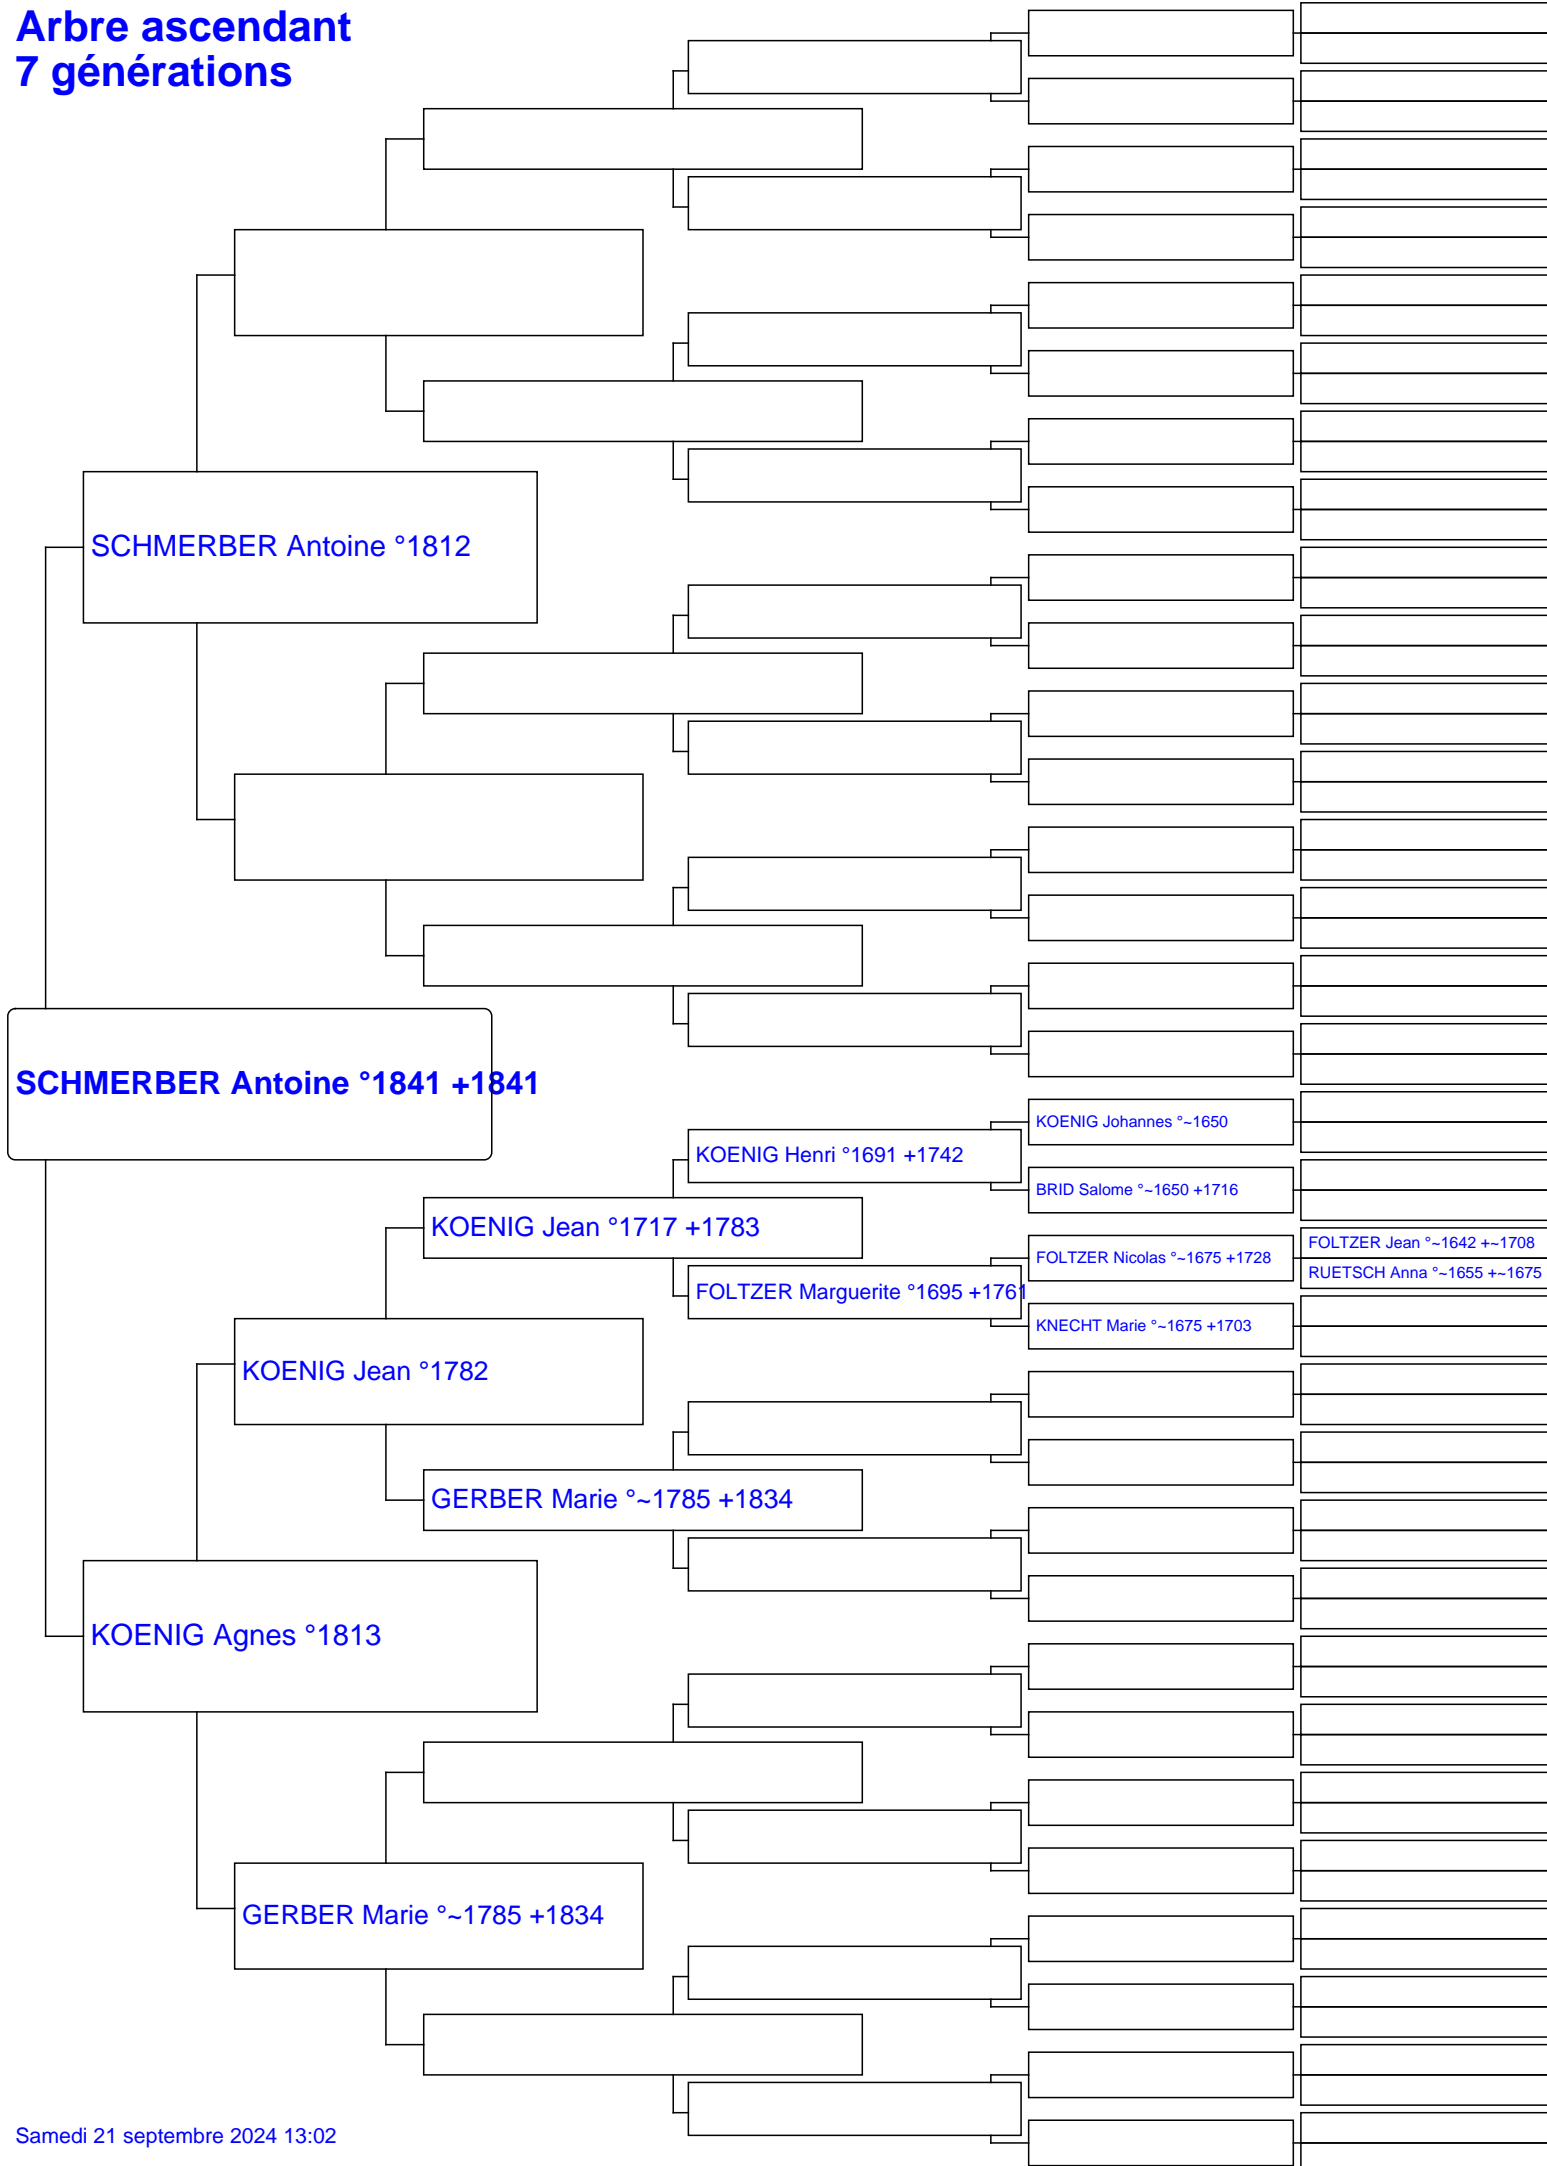 Arbre ascendant
7 générations
SCHMERBER Antoine °1812
SCHMERBER Antoine °1841 +1841
KOENIG Johannes °~1650
KOENIG Henri °1691 +1742
BRID Salome °~1650 +1716
KOENIG Jean °1717 +1783
FOLTZER Jean °~1642 +~1708
FOLTZER Nicolas °~1675 +1728
RUETSCH Anna °~1655 +~1675
FOLTZER Marguerite °1695 +1761
KNECHT Marie °~1675 +1703
KOENIG Jean °1782
GERBER Marie °~1785 +1834
KOENIG Agnes °1813
GERBER Marie °~1785 +1834
Samedi 21 septembre 2024 13:02